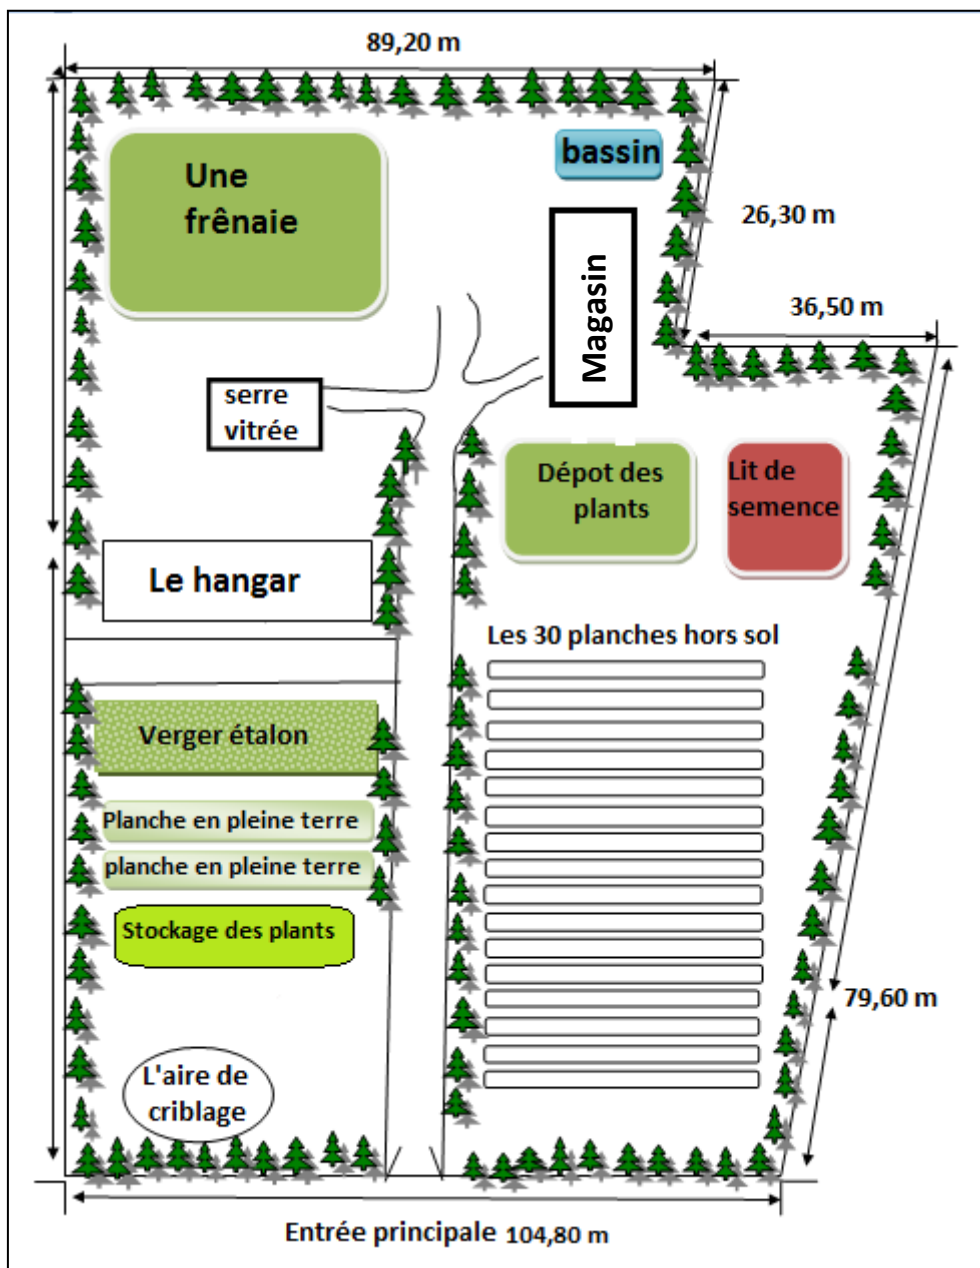 89,20 m
bassin
Une
frênaie
26,30 m
Magasin
36,50 m
serre
vitrée
Dépot des
plants
Lit de
semence
Le hangar
Les 30 planches hors sol
Verger étalon
Planche en pleine terre
planche en pleine terre
Stockage des plants
79,60 m
L'aire de
criblage
Entrée principale 104,80 m